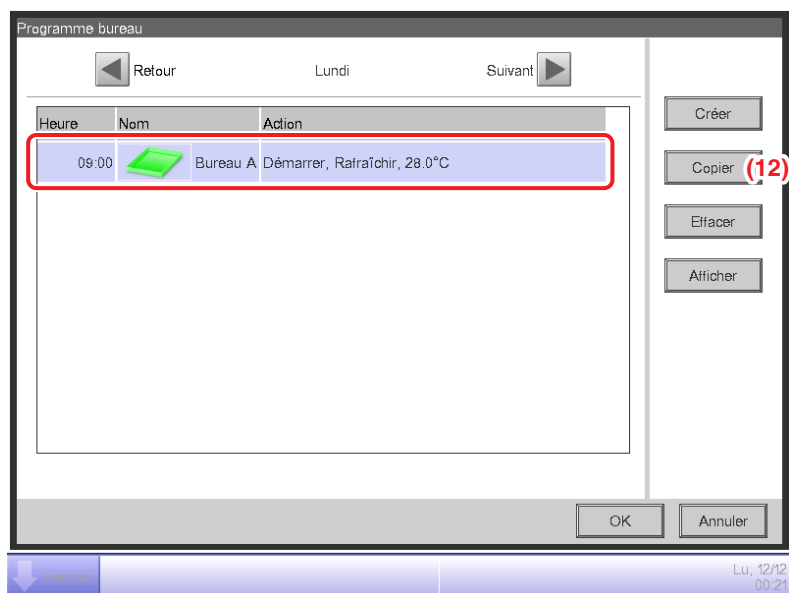 Programme bureau
Retour Lundi Suivant
Heure Nom Action
09:00 Bureau A Démarrer, Rafraîchir, 28.0°C
Créer
Copier (12)
Effacer
Afficher
OK Annuler
Fermer Lu, 12/12
00:21